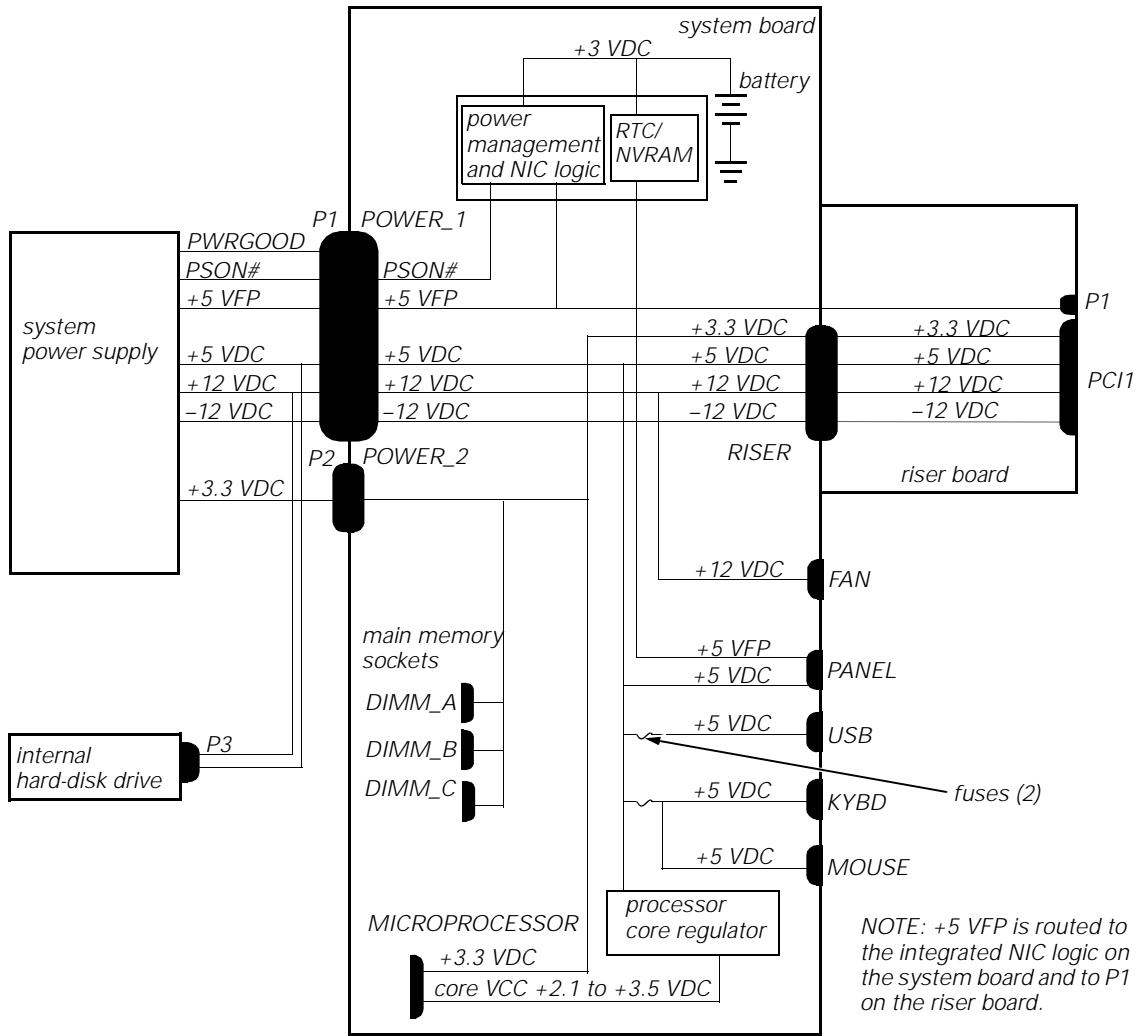 system board
+3 VDC
battery
power
management
and NIC logic
RTC/
NVRAM
P1
POWER_1
PWRGOOD
PSON#
PSON#
+5 VFP
+5 VFP
P1
system
power supply
+3.3 VDC
+3.3 VDC
+5 VDC
+5 VDC
+5 VDC
+5 VDC
PCI1
+12 VDC
+12 VDC
+12 VDC
+12 VDC
–12 VDC
–12 VDC
–12 VDC
–12 VDC
P2
POWER_2
RISER
riser board
+3.3 VDC
+12 VDC
FAN
main memory
sockets
+5 VFP
+5 VDC
PANEL
DIMM_A
+5 VDC
USB
DIMM_B
P3
internal
hard-disk drive
DIMM_C
+5 VDC
KYBD
fuses (2)
+5 VDC
MOUSE
processor
core regulator
MICROPROCESSOR
+3.3 VDC
core VCC +2.1 to +3.5 VDC
NOTE: +5 VFP is routed to
the integrated NIC logic on
the system board and to P1
on the riser board.